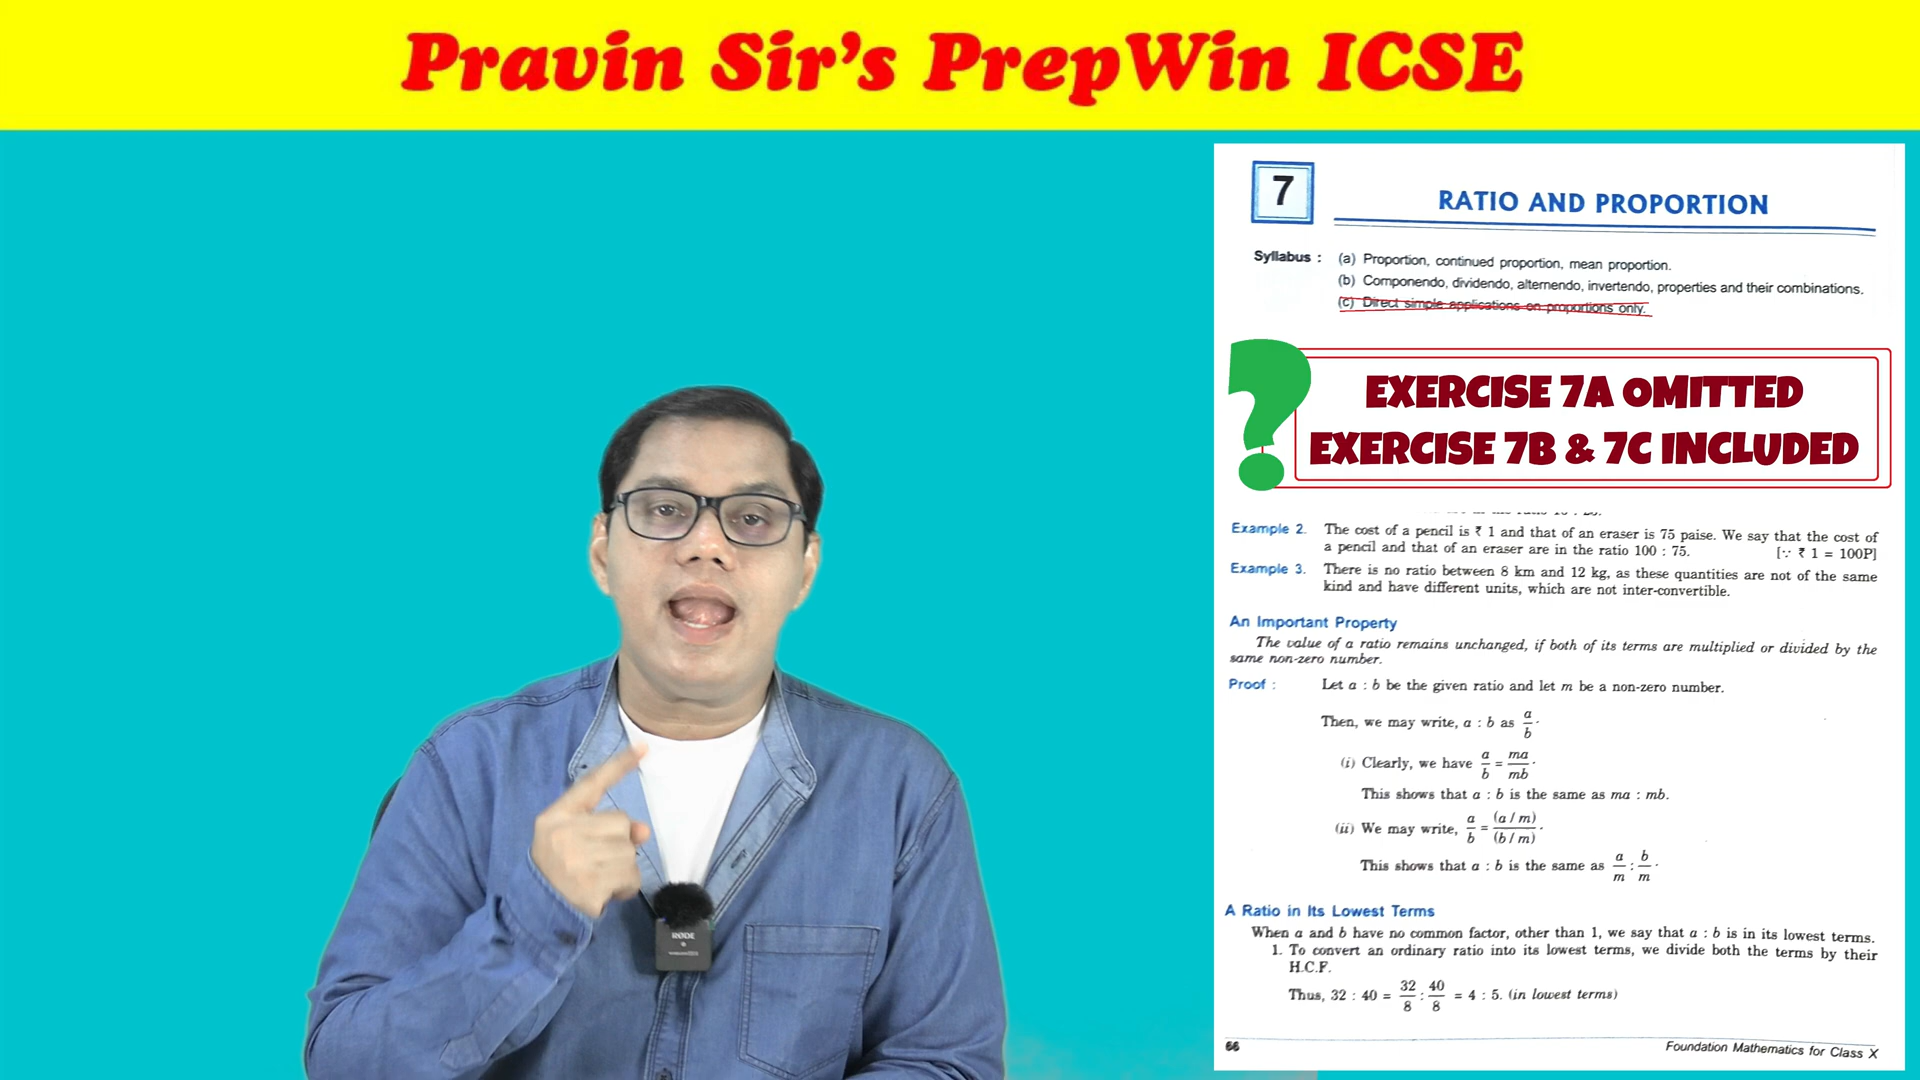 Pravin Sir's PrepWin ICSE
7
RATIO AND PROPORTION
Syllabus : (a) Proportion, continued proportion, mean proportion.
(b) Componendo, dividendo, alternendo, invertendo, properties and their combinations.
(c) Direct simple applications on proportions only.
?
EXERCISE 7A OMITTED
EXERCISE 7B & 7C INCLUDED
Example 2. The cost of a pencil is ₹ 1 and that of an eraser is 75 paise. We say that the cost of
a pencil and that of an eraser are in the ratio 100 : 75. [∵ ₹ 1 = 100P]
Example 3. There is no ratio between 8 km and 12 kg, as these quantities are not of the same
kind and have different units, which are not inter-convertible.
An Important Property
The value of a ratio remains unchanged, if both of its terms are multiplied or divided by the
same non-zero number.
Proof : Let a : b be the given ratio and let m be a non-zero number.
Then, we may write, a : b as a/b.
(i) Clearly, we have a/b = ma/mb.
This shows that a : b is the same as ma : mb.
(ii) We may write, a/b = (a / m)/(b / m).
This shows that a : b is the same as a/m : b/m.
A Ratio in Its Lowest Terms
When a and b have no common factor, other than 1, we say that a : b is in its lowest terms.
1. To convert an ordinary ratio into its lowest terms, we divide both the terms by their
H.C.F.
Thus, 32 : 40 = 32/8 : 40/8 = 4 : 5. (in lowest terms)
66
Foundation Mathematics for Class X
RØDE